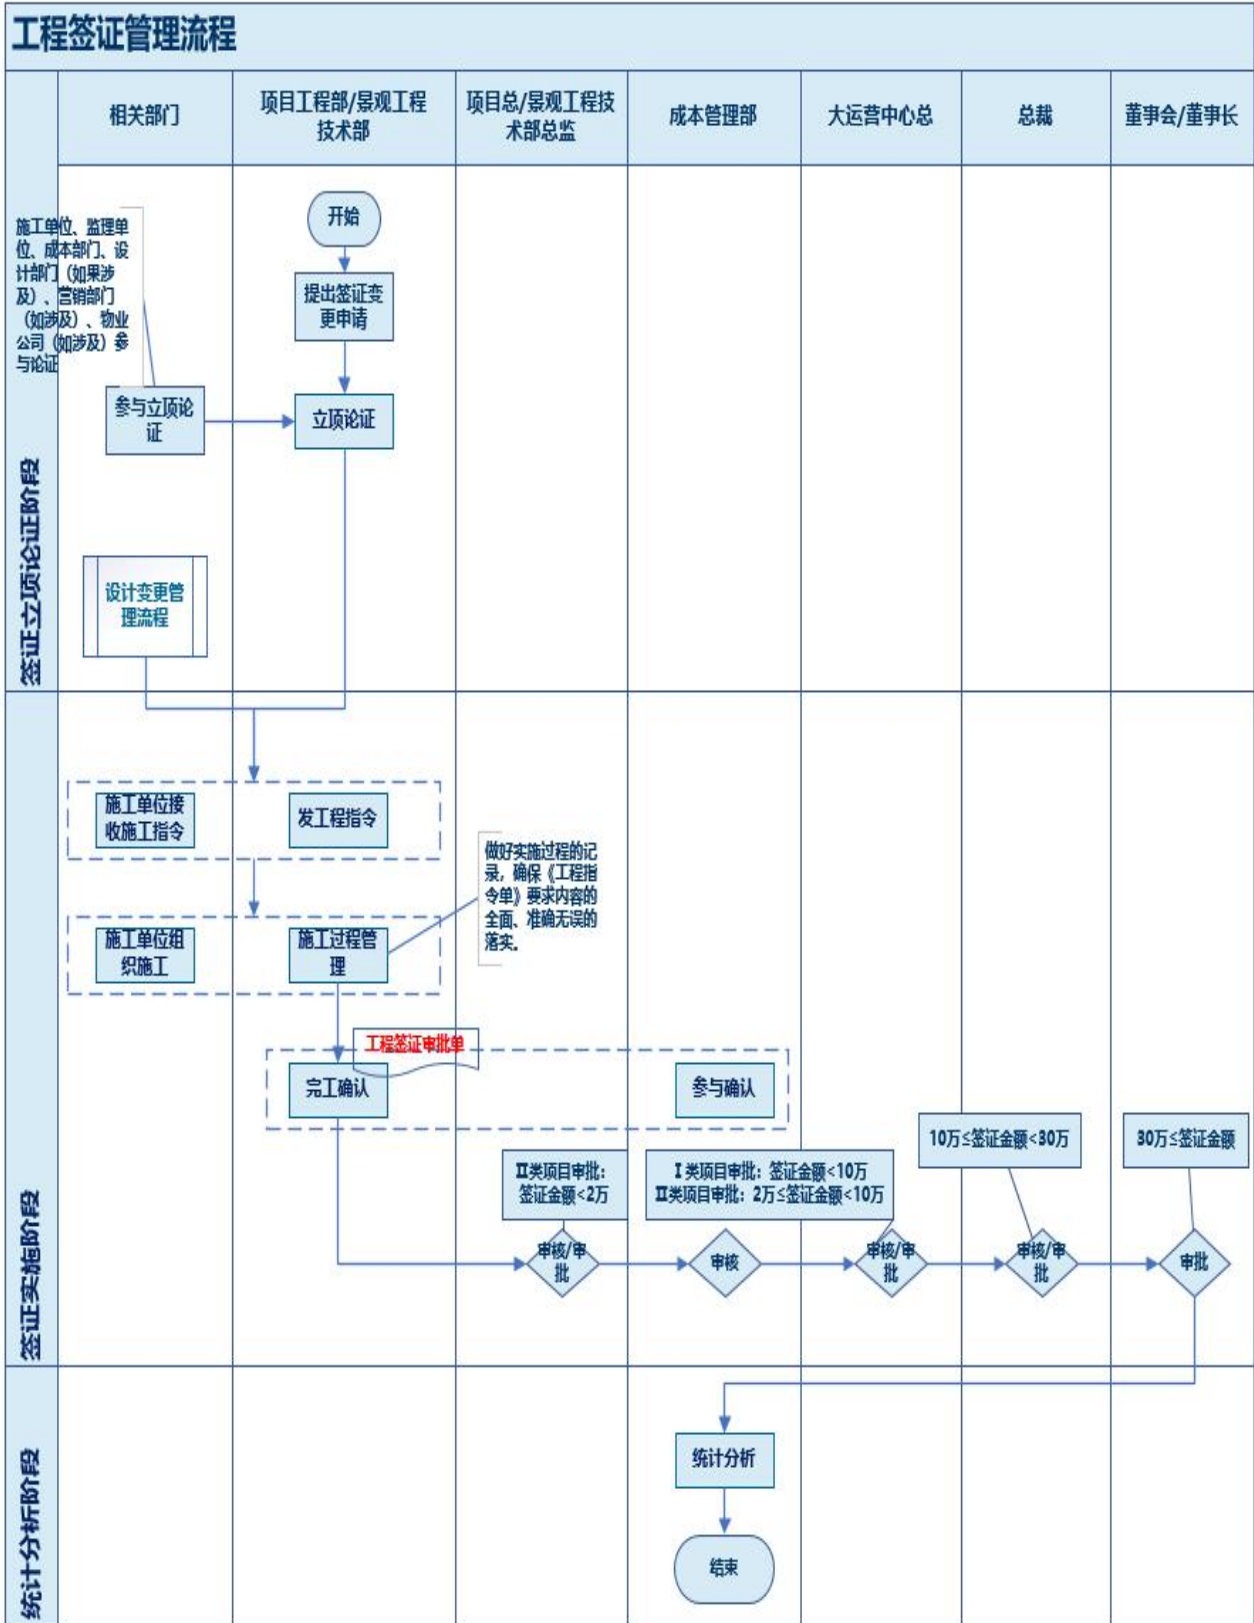 工程签证管理流程
相关部门
项目工程部/景观工程
技术部
项目总/景观工程技
术部总监
成本管理部
大运营中心总
总裁
董事会/董事长
签证立项论证阶段
施工单位、监理单
位、成本部门、设
计部门（如果涉
及）、营销部门
（如涉及）、物业
公司（如涉及）参
与论证
开始
提出签证变
更申请
参与立项论
证
立项论证
设计变更管
理流程
签证实施阶段
施工单位接
收施工指令
发工程指令
做好实施过程的记
录，确保《工程指
令单》要求内容的
全面、准确无误的
落实。
施工单位组
织施工
施工过程管
理
工程签证审批单
完工确认
参与确认
II类项目审批：
签证金额<2万
I 类项目审批：签证金额<10万
II类项目审批：2万≤签证金额<10万
10万≤签证金额<30万
30万≤签证金额
审核/审
批
审核
审核/审
批
审核/审
批
审批
统计分析阶段
统计分析
结束